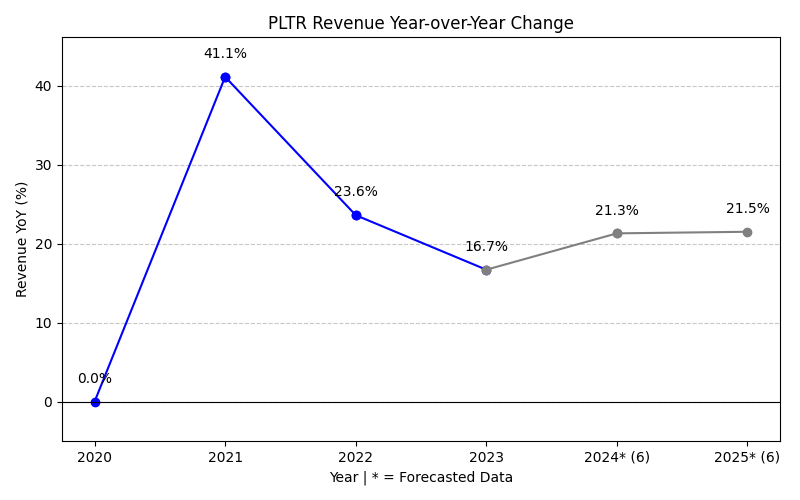 PLTR Revenue Year-over-Year Change
41.1%
40
30
23.6%
21.3%
21.5%
20
16.7%
10
0.0%
0
Revenue YoY (%)
2020 2021 2022 2023 2024* (6) 2025* (6)
Year | * = Forecasted Data